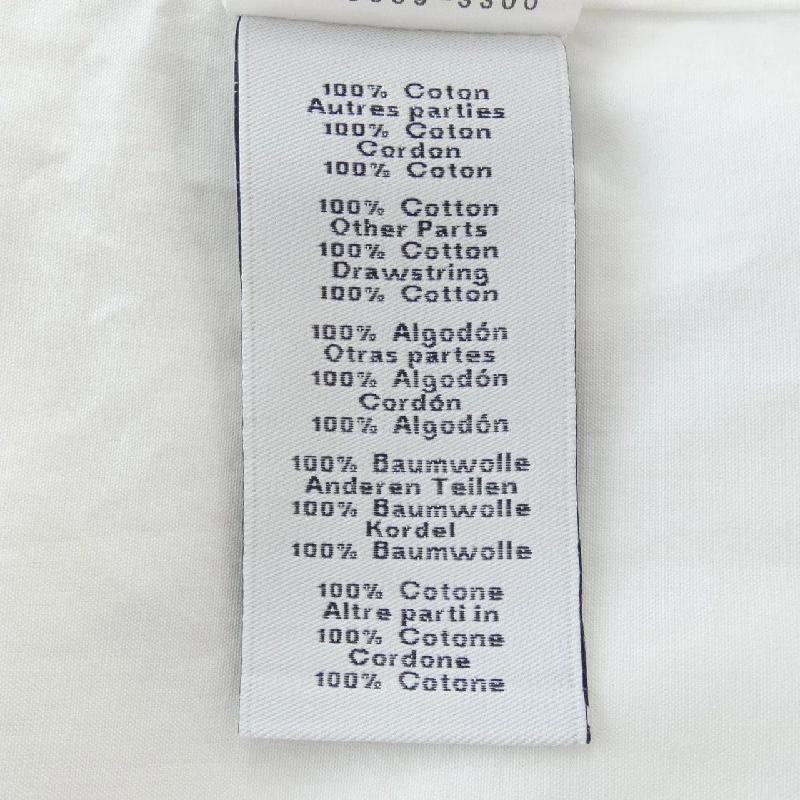 100% Coton
Autres parties
100% Coton
Cordon
100% Coton
100% Cotton
Other Parts
100% Cotton
Drawstring
100% Cotton
100% Algodón
Otras partes
100% Algodón
Cordón
100% Algodón
100% Baumwolle
Anderen Teilen
100% Baumwolle
Kordel
100% Baumwolle
100% Cotone
Altre parti in
100% Cotone
Cordone
100% Cotone